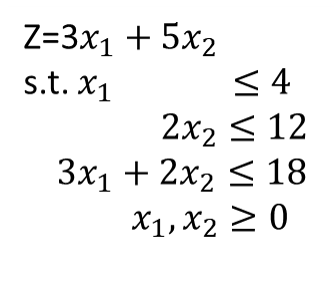 Z=3x₁ + 5x₂
s.t. x₁ ≤ 4
2x₂ ≤ 12
3x₁ + 2x₂ ≤ 18
x₁, x₂ ≥ 0